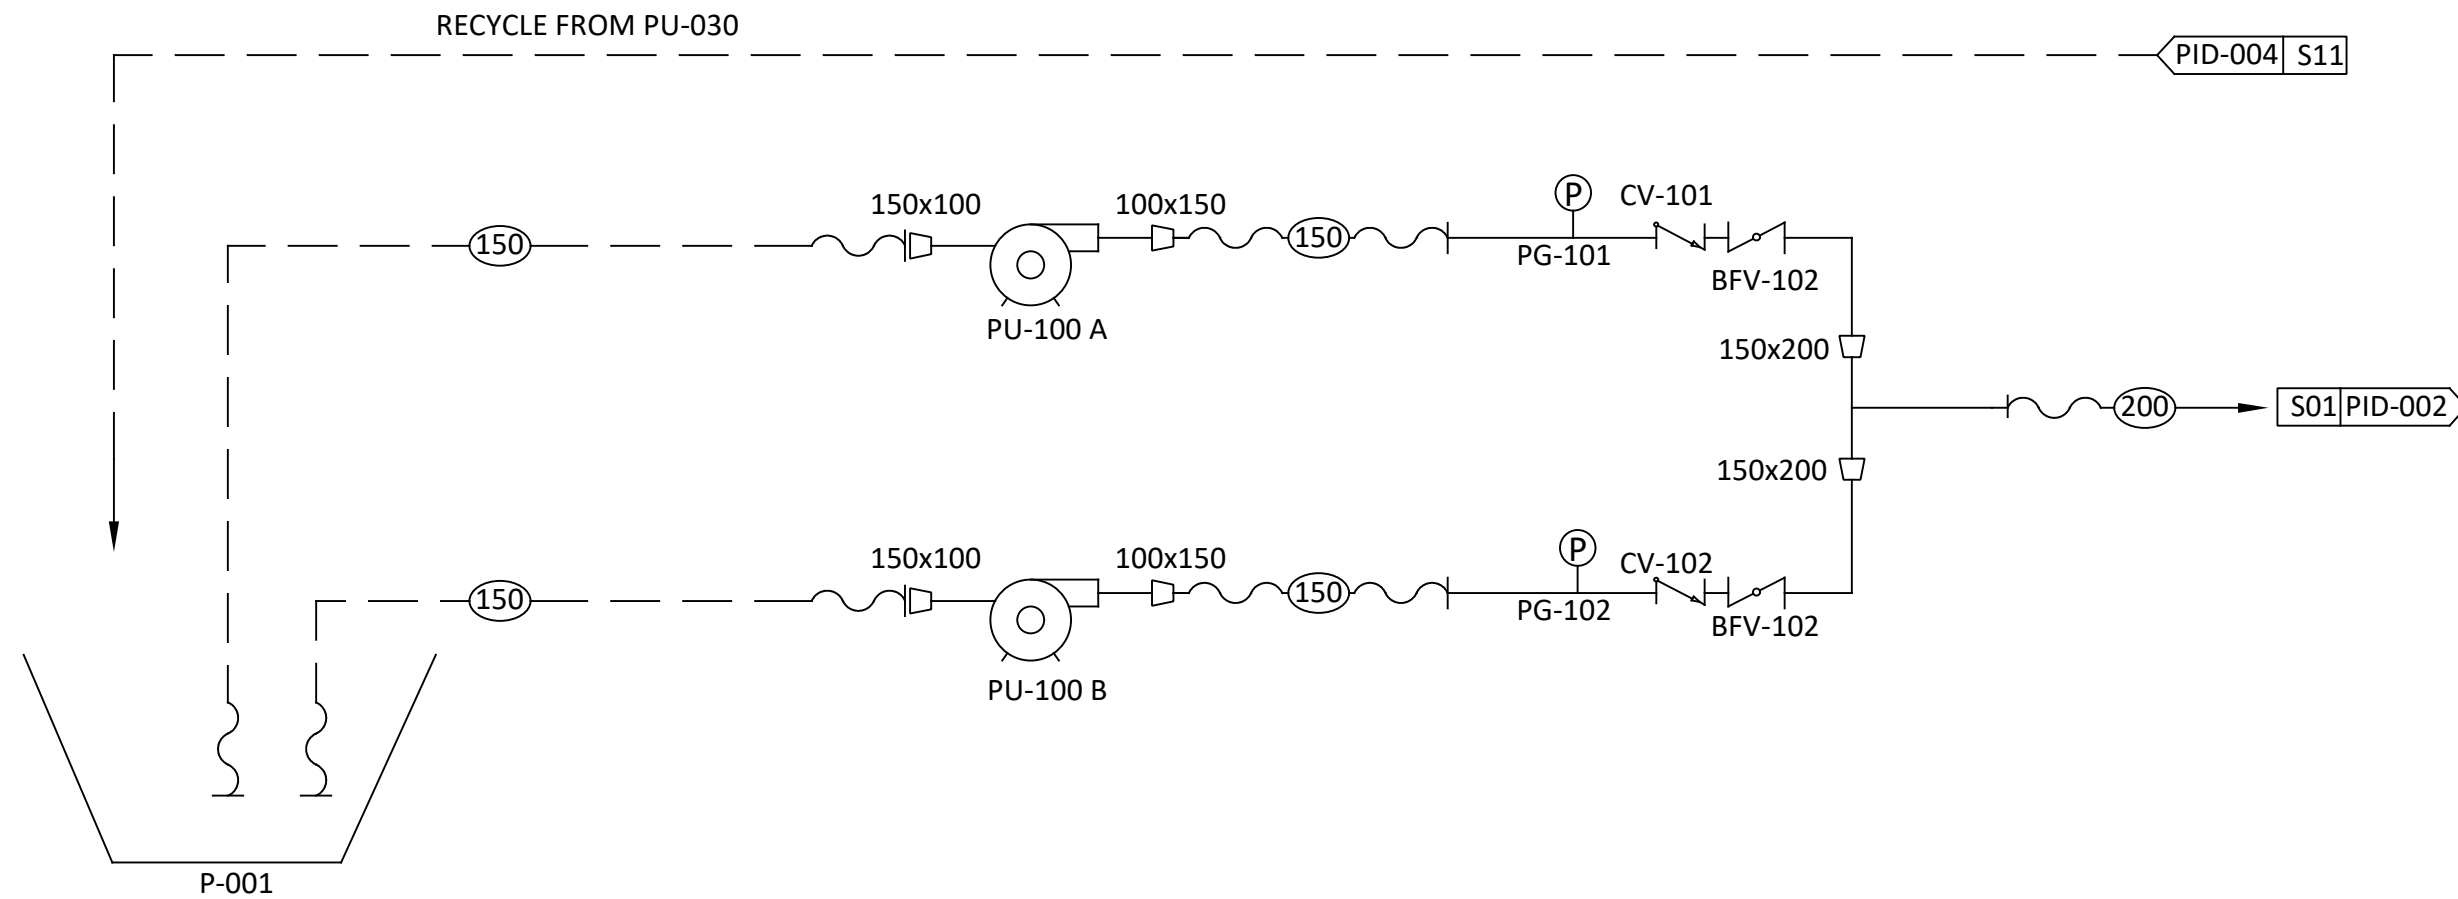 RECYCLE FROM PU-030
PID-004 S11
150x100
100x150
P
CV-101
150
150
PG-101
BFV-102
PU-100 A
150x200
200
S01 PID-002
150x200
150x100
100x150
P
CV-102
150
150
PG-102
BFV-102
PU-100 B
P-001